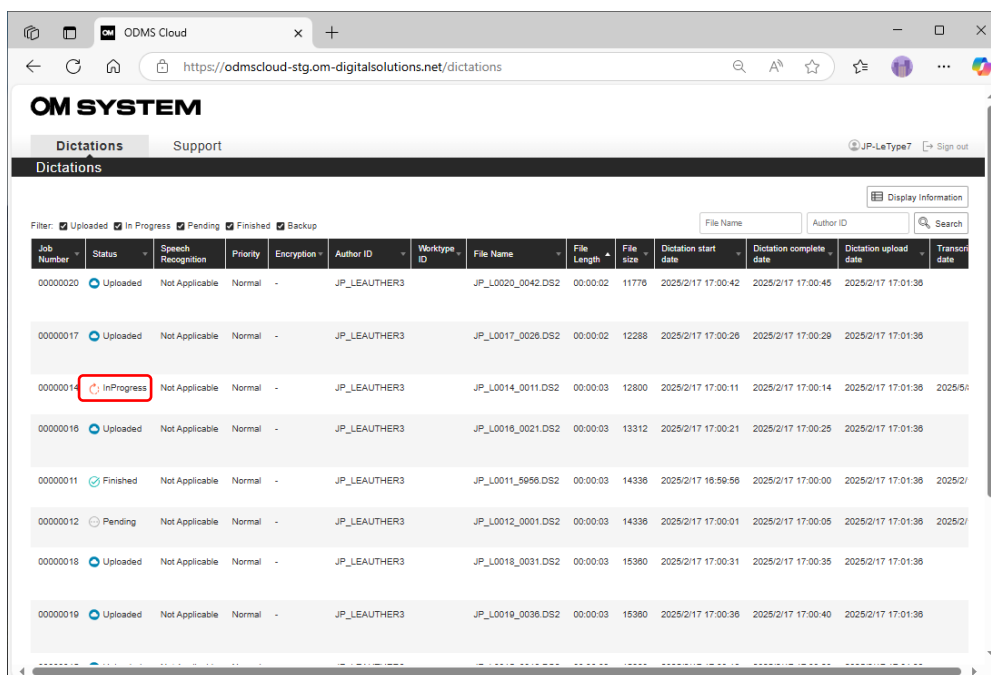 OM ODMS Cloud
https://odmscloud-stg.om-digitalsolutions.net/dictations
OM SYSTEM
Dictations Support JP-LeType7 Sign out
Dictations
Display Information
Filter: Uploaded In Progress Pending Finished Backup File Name Author ID Search
Job Number Status Speech Recognition Priority Encryption Author ID Worktype ID File Name File Length File size Dictation start date Dictation complete date Dictation upload date Transcri date
00000020 Uploaded Not Applicable Normal - JP_LEAUTHER3 JP_L0020_0042.DS2 00:00:02 11776 2025/2/17 17:00:42 2025/2/17 17:00:45 2025/2/17 17:01:36
00000017 Uploaded Not Applicable Normal - JP_LEAUTHER3 JP_L0017_0026.DS2 00:00:02 12288 2025/2/17 17:00:26 2025/2/17 17:00:29 2025/2/17 17:01:36
00000014 InProgress Not Applicable Normal - JP_LEAUTHER3 JP_L0014_0011.DS2 00:00:03 12800 2025/2/17 17:00:11 2025/2/17 17:00:14 2025/2/17 17:01:36 2025/5/
00000016 Uploaded Not Applicable Normal - JP_LEAUTHER3 JP_L0016_0021.DS2 00:00:03 13312 2025/2/17 17:00:21 2025/2/17 17:00:25 2025/2/17 17:01:36
00000011 Finished Not Applicable Normal - JP_LEAUTHER3 JP_L0011_5956.DS2 00:00:03 14336 2025/2/17 16:59:56 2025/2/17 17:00:00 2025/2/17 17:01:36 2025/2/
00000012 Pending Not Applicable Normal - JP_LEAUTHER3 JP_L0012_0001.DS2 00:00:03 14336 2025/2/17 17:00:01 2025/2/17 17:00:05 2025/2/17 17:01:36 2025/2/
00000018 Uploaded Not Applicable Normal - JP_LEAUTHER3 JP_L0018_0031.DS2 00:00:03 15360 2025/2/17 17:00:31 2025/2/17 17:00:35 2025/2/17 17:01:36
00000019 Uploaded Not Applicable Normal - JP_LEAUTHER3 JP_L0019_0036.DS2 00:00:03 15360 2025/2/17 17:00:36 2025/2/17 17:00:40 2025/2/17 17:01:36